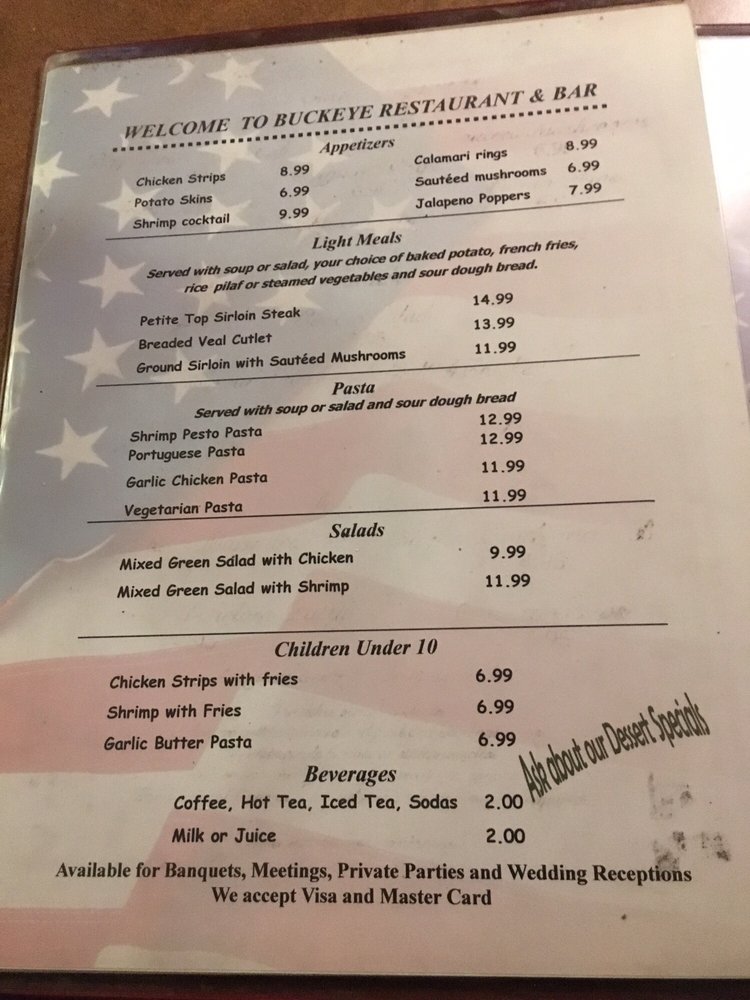 WELCOME TO BUCKEYE RESTAURANT & BAR
Appetizers
Chicken Strips 8.99 Calamari rings 8.99
Potato Skins 6.99 Sautéed mushrooms 6.99
Shrimp cocktail 9.99 Jalapeno Poppers 7.99
Light Meals
Served with soup or salad, your choice of baked potato, french fries,
rice pilaf or steamed vegetables and sour dough bread.
Petite Top Sirloin Steak 14.99
Breaded Veal Cutlet 13.99
Ground Sirloin with Sautéed Mushrooms 11.99
Pasta
Served with soup or salad and sour dough bread
Shrimp Pesto Pasta 12.99
Portuguese Pasta 12.99
Garlic Chicken Pasta 11.99
Vegetarian Pasta 11.99
Salads
Mixed Green Salad with Chicken 9.99
Mixed Green Salad with Shrimp 11.99
Children Under 10
Chicken Strips with fries 6.99
Shrimp with Fries 6.99
Garlic Butter Pasta 6.99
Ask about our Dessert Specials
Beverages
Coffee, Hot Tea, Iced Tea, Sodas 2.00
Milk or Juice 2.00
Available for Banquets, Meetings, Private Parties and Wedding Receptions
We accept Visa and Master Card